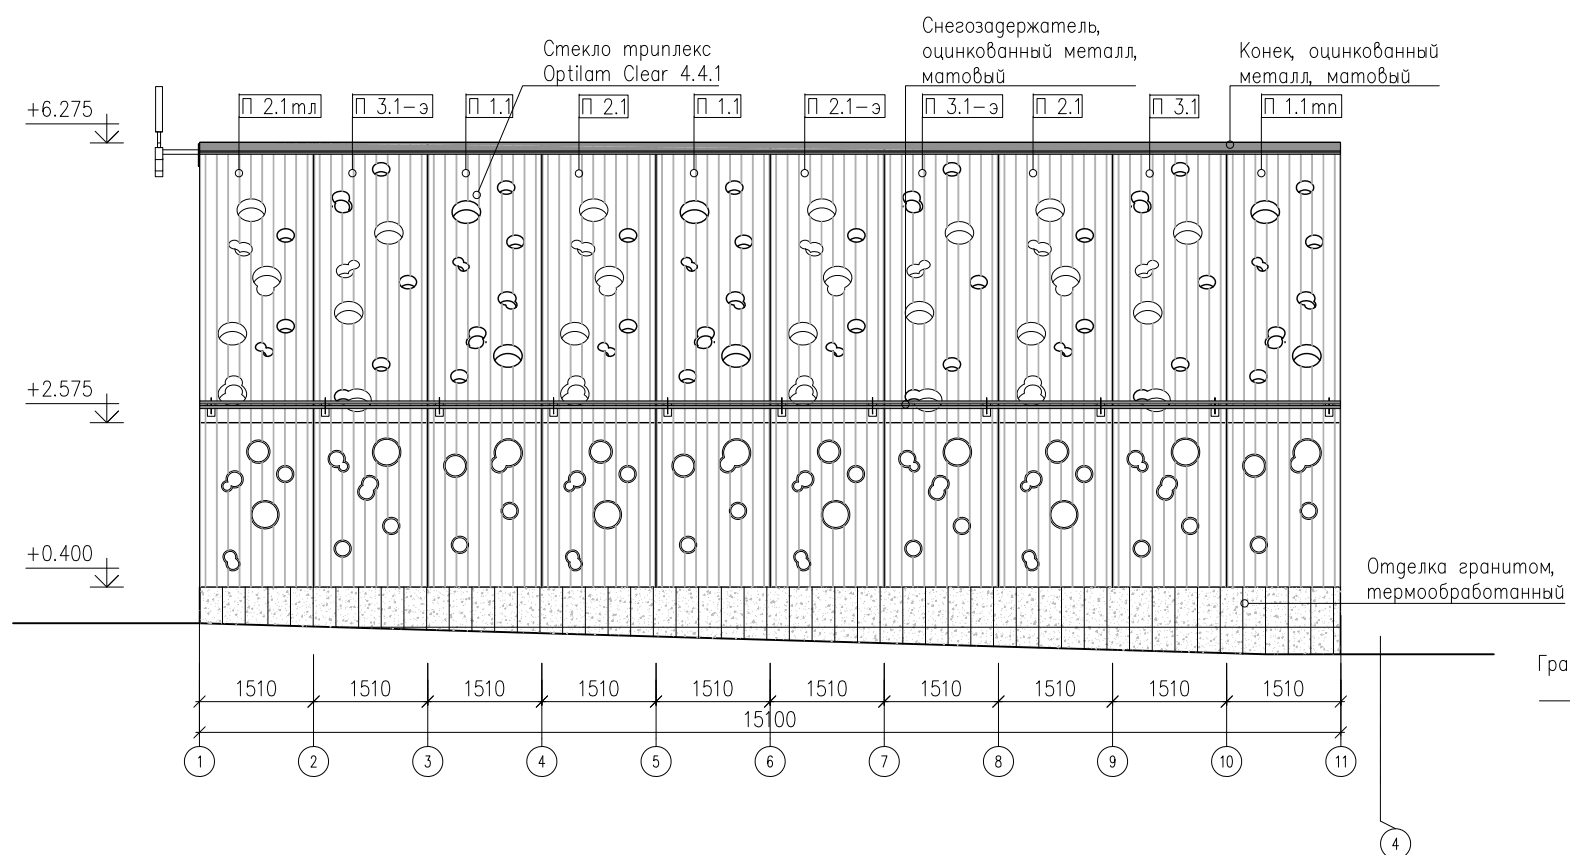 Снегозадержатель,
оцинкованный металл,
матовый
Стекло триплекс
Optilam Clear 4.4.1
Конек, оцинкованный
металл, матовый
+6.275
П 2.1тл
П 3.1-э
П 1.1
П 2.1
П 1.1
П 2.1-э
П 3.1-э
П 2.1
П 3.1
П 1.1тп
+2.575
+0.400
Отделка гранитом,
термообработанный
Гра
1510 1510 1510 1510 1510 1510 1510 1510 1510 1510
15100
1 2 3 4 5 6 7 8 9 10 11
4